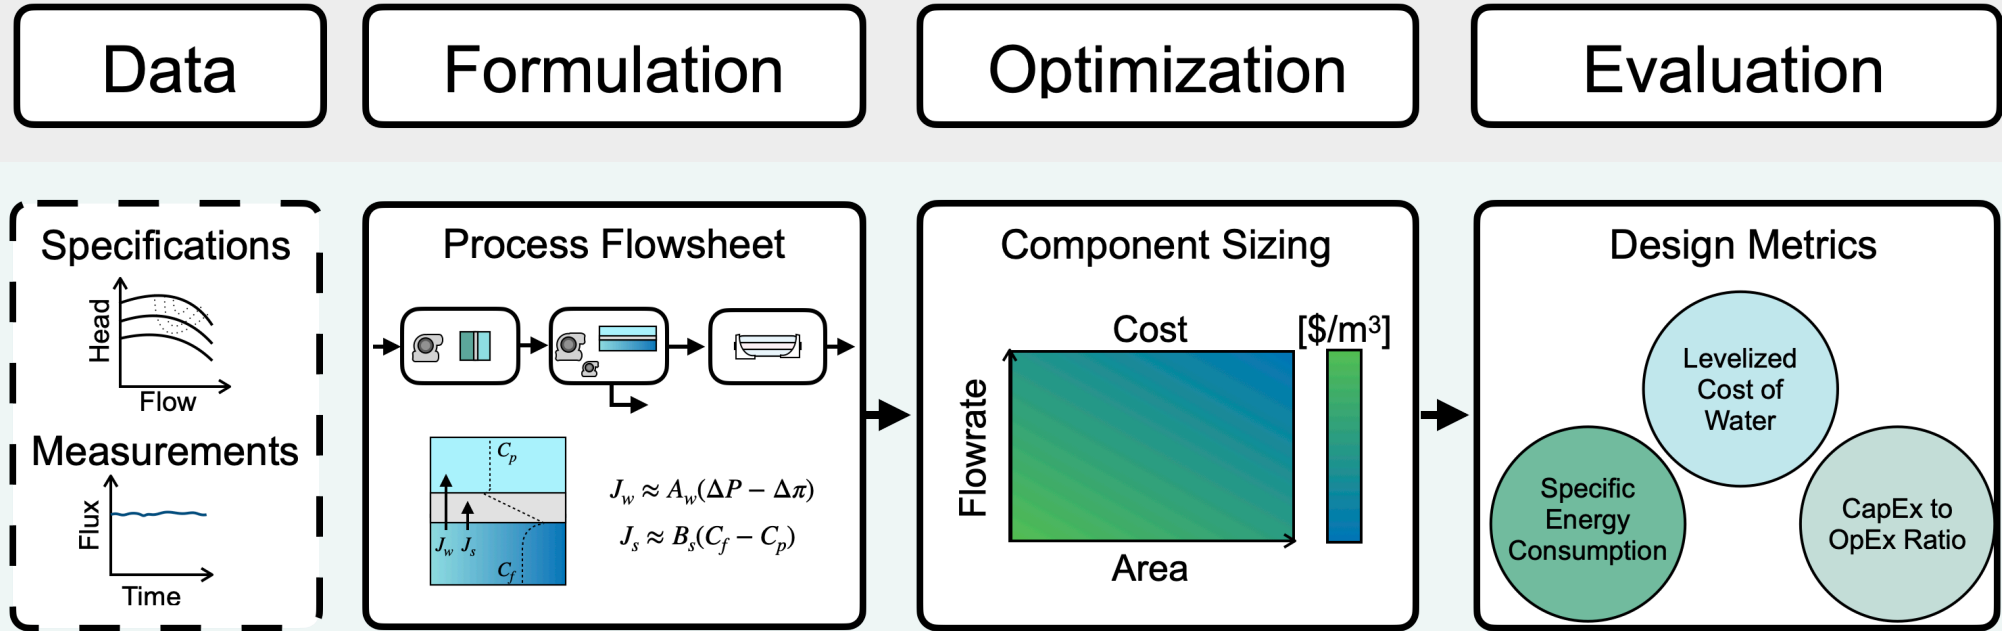 Data
Formulation
Optimization
Evaluation
Specifications
Head
Flow
Measurements
Flux
Time
Process Flowsheet
C_p
J_w J_s
C_f
J_w ≈ A_w(ΔP − Δπ)
J_s ≈ B_s(C_f − C_p)
Component Sizing
Cost
[$/m³]
Flowrate
Area
Design Metrics
Levelized
Cost of
Water
Specific
Energy
Consumption
CapEx to
OpEx Ratio